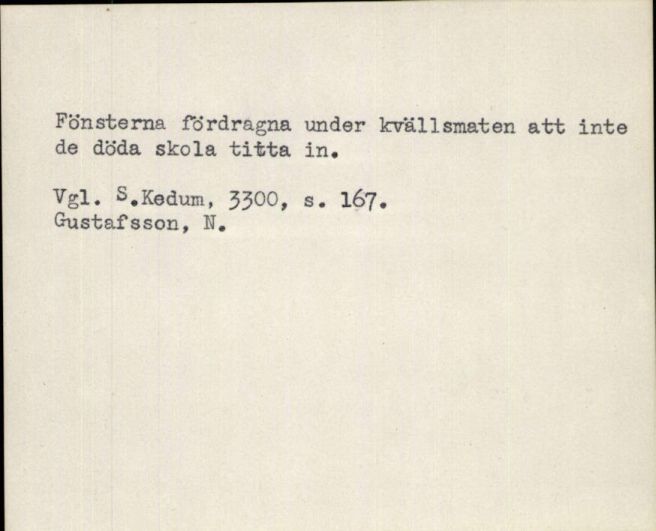 Fönsterna fördragna under kvällsmaten att inte
de döda skola titta in.
Vgl. S.Kedum, 3300, s. 167.
Gustafsson, N.